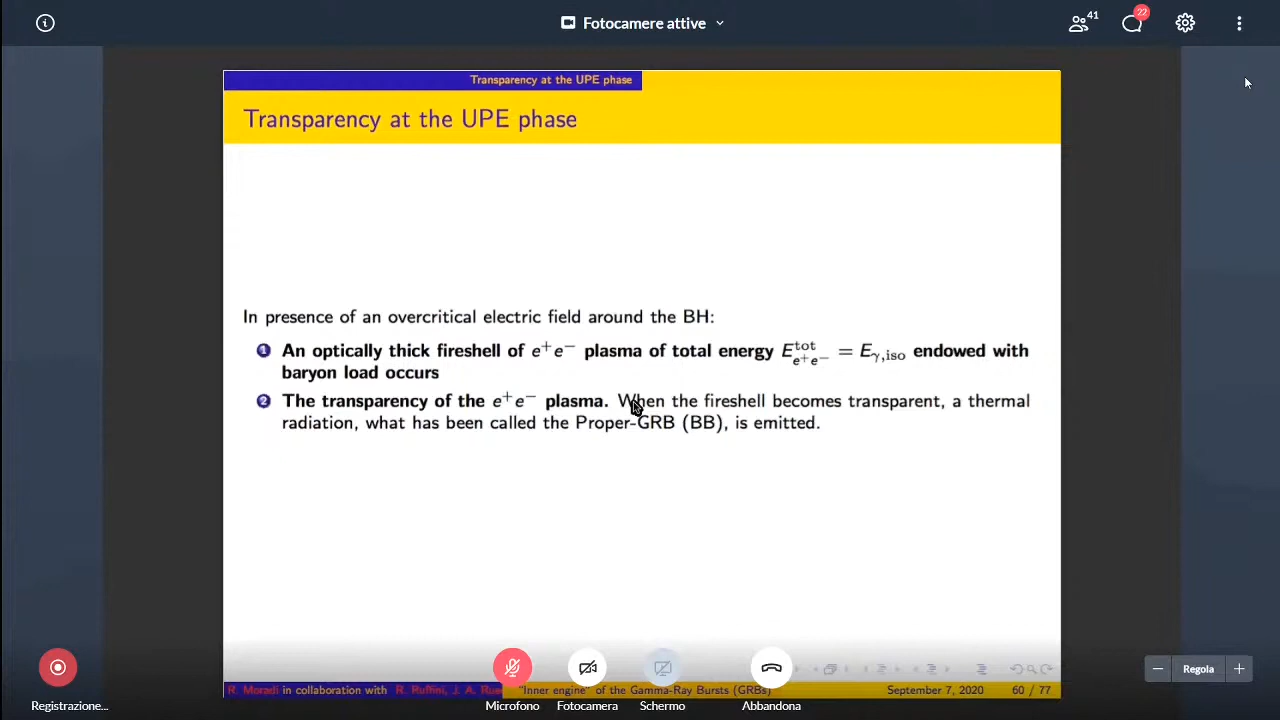 Fotocamere attive
41
22
Transparency at the UPE phase
Transparency at the UPE phase
In presence of an overcritical electric field around the BH:
1 An optically thick fireshell of e⁺e⁻ plasma of total energy E^tot_e⁺e⁻ = E_γ,iso endowed with
baryon load occurs
2 The transparency of the e⁺e⁻ plasma. When the fireshell becomes transparent, a thermal
radiation, what has been called the Proper-GRB (BB), is emitted.
R. Moradi in collaboration with R. Ruffini, J. A. Rue
"Inner engine" of the Gamma-Ray Bursts (GRBs)
September 7, 2020
60 / 77
Regola
Registrazione...
Microfono
Fotocamera
Schermo
Abbandona